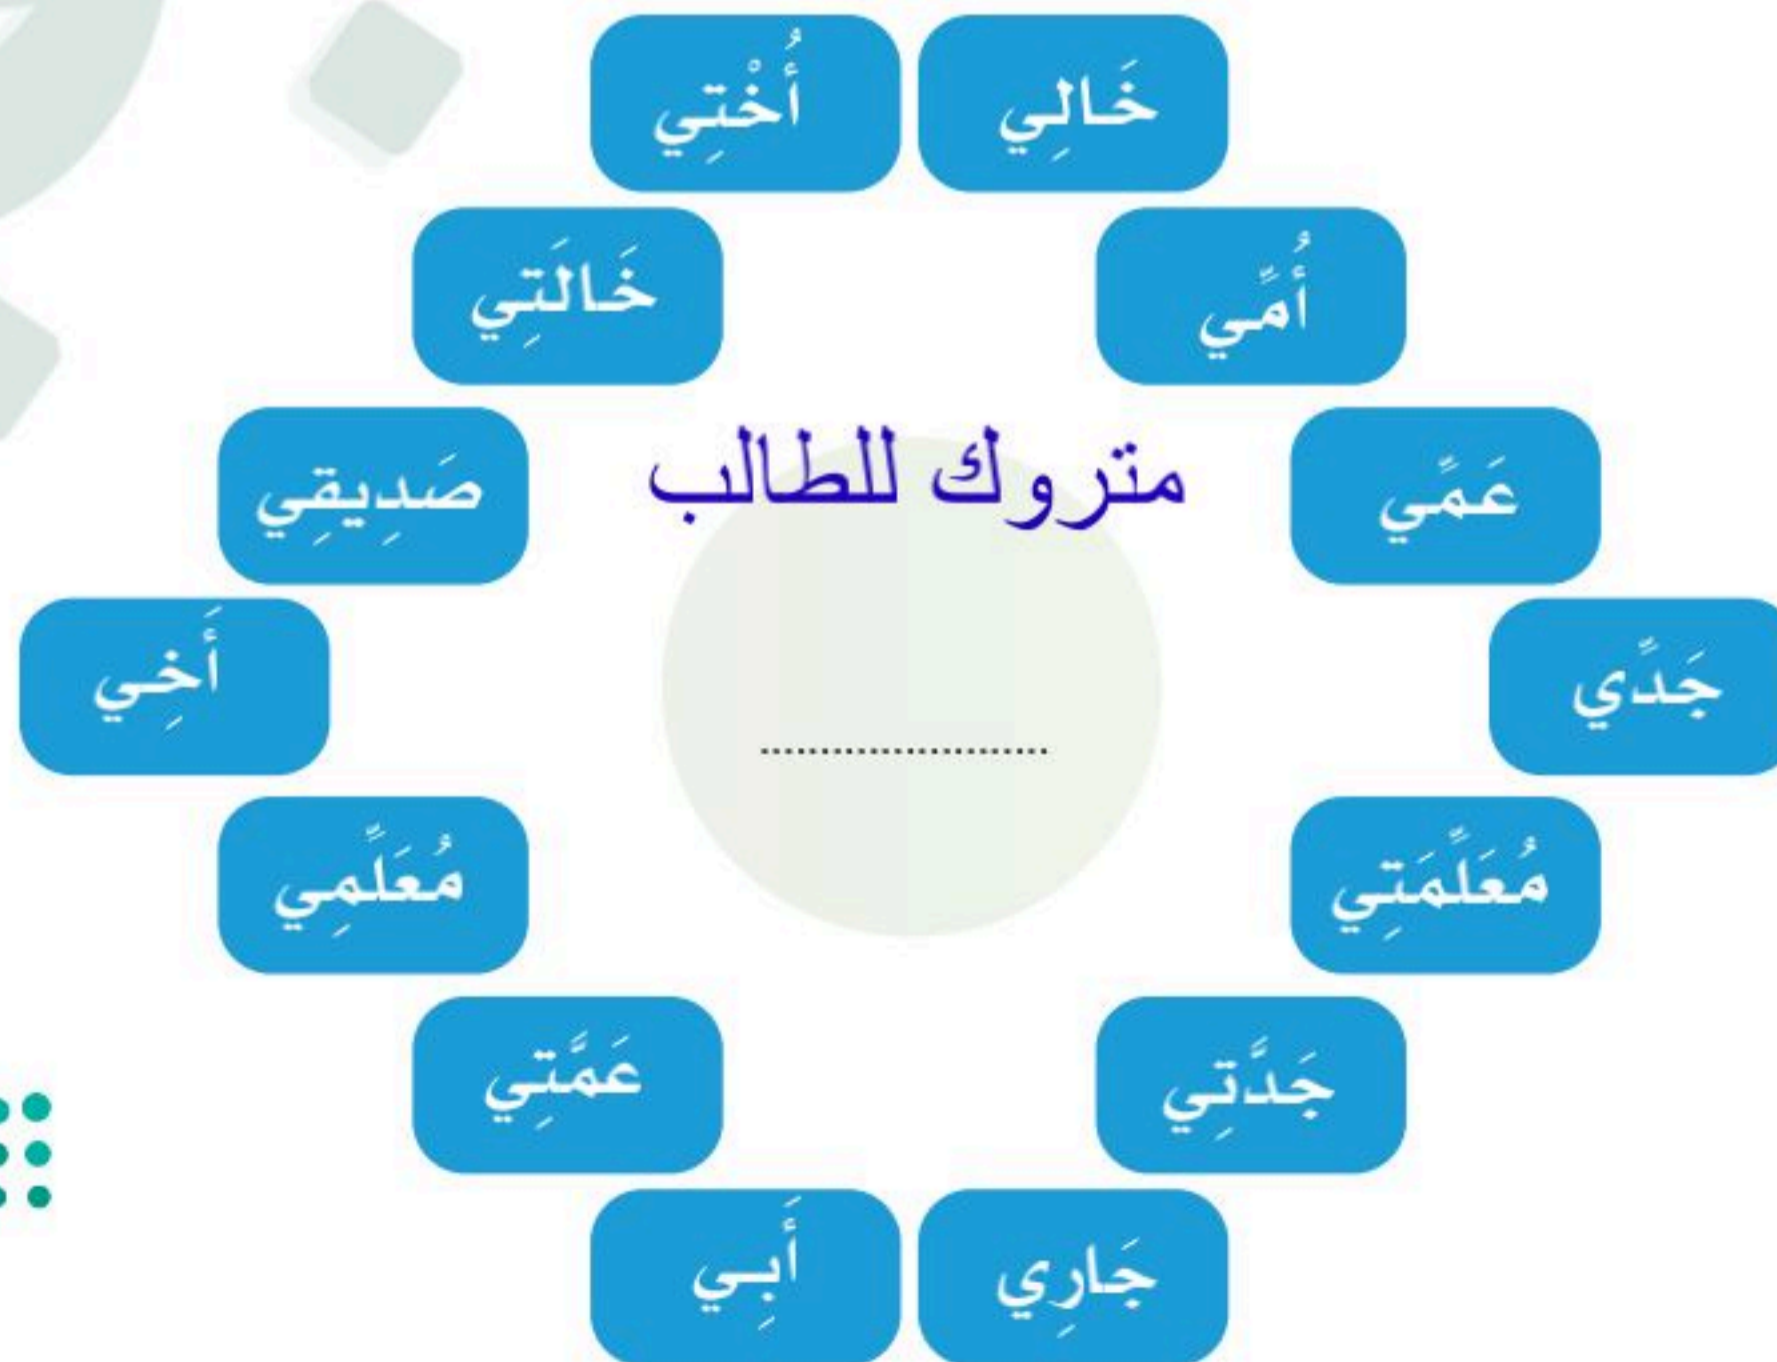 خَالِي أُخْتِي
أُمِّي خَالَتِي
عَمِّي متروك للطالب صَدِيقِي
جَدِّي أَخِي
.......................
مُعَلِّمَتِي مُعَلِّمِي
جَدَّتِي عَمَّتِي
جَارِي أَبِي